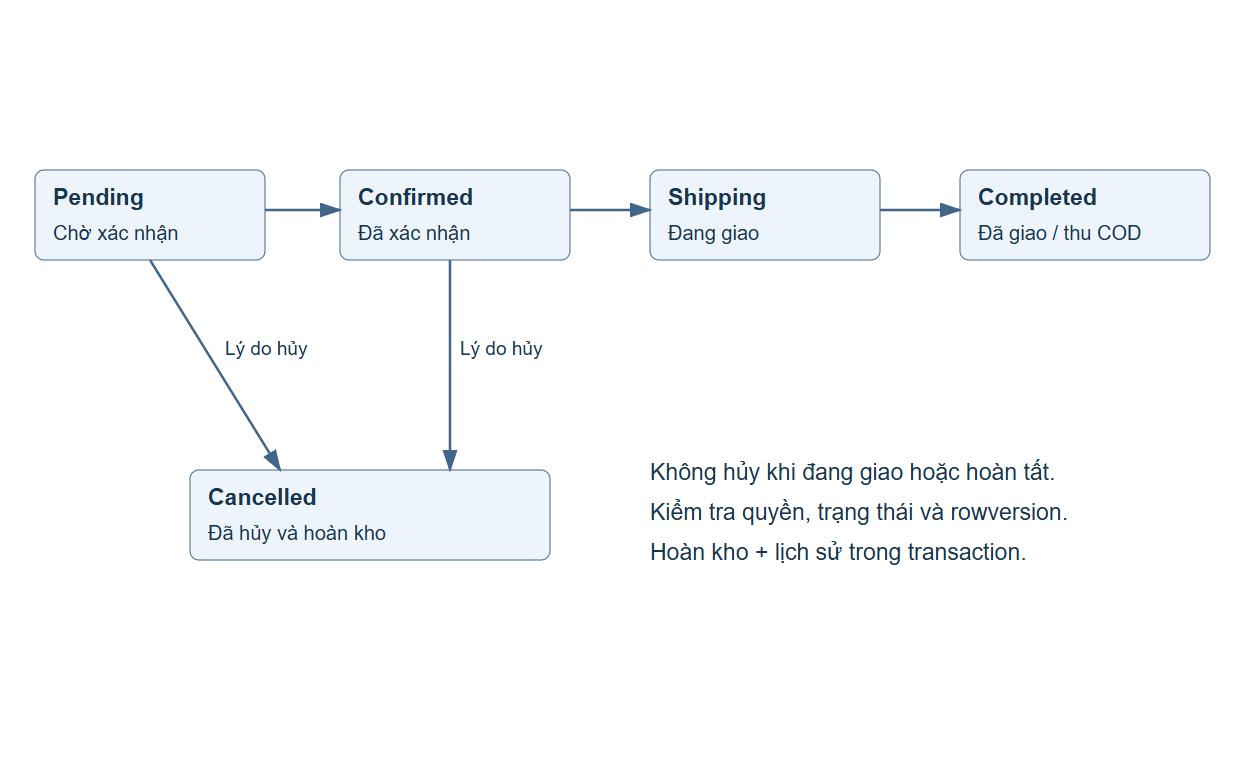 Pending
Chờ xác nhận
Confirmed
Đã xác nhận
Shipping
Đang giao
Completed
Đã giao / thu COD
Lý do hủy
Lý do hủy
Cancelled
Đã hủy và hoàn kho
Không hủy khi đang giao hoặc hoàn tất.
Kiểm tra quyền, trạng thái và rowversion.
Hoàn kho + lịch sử trong transaction.